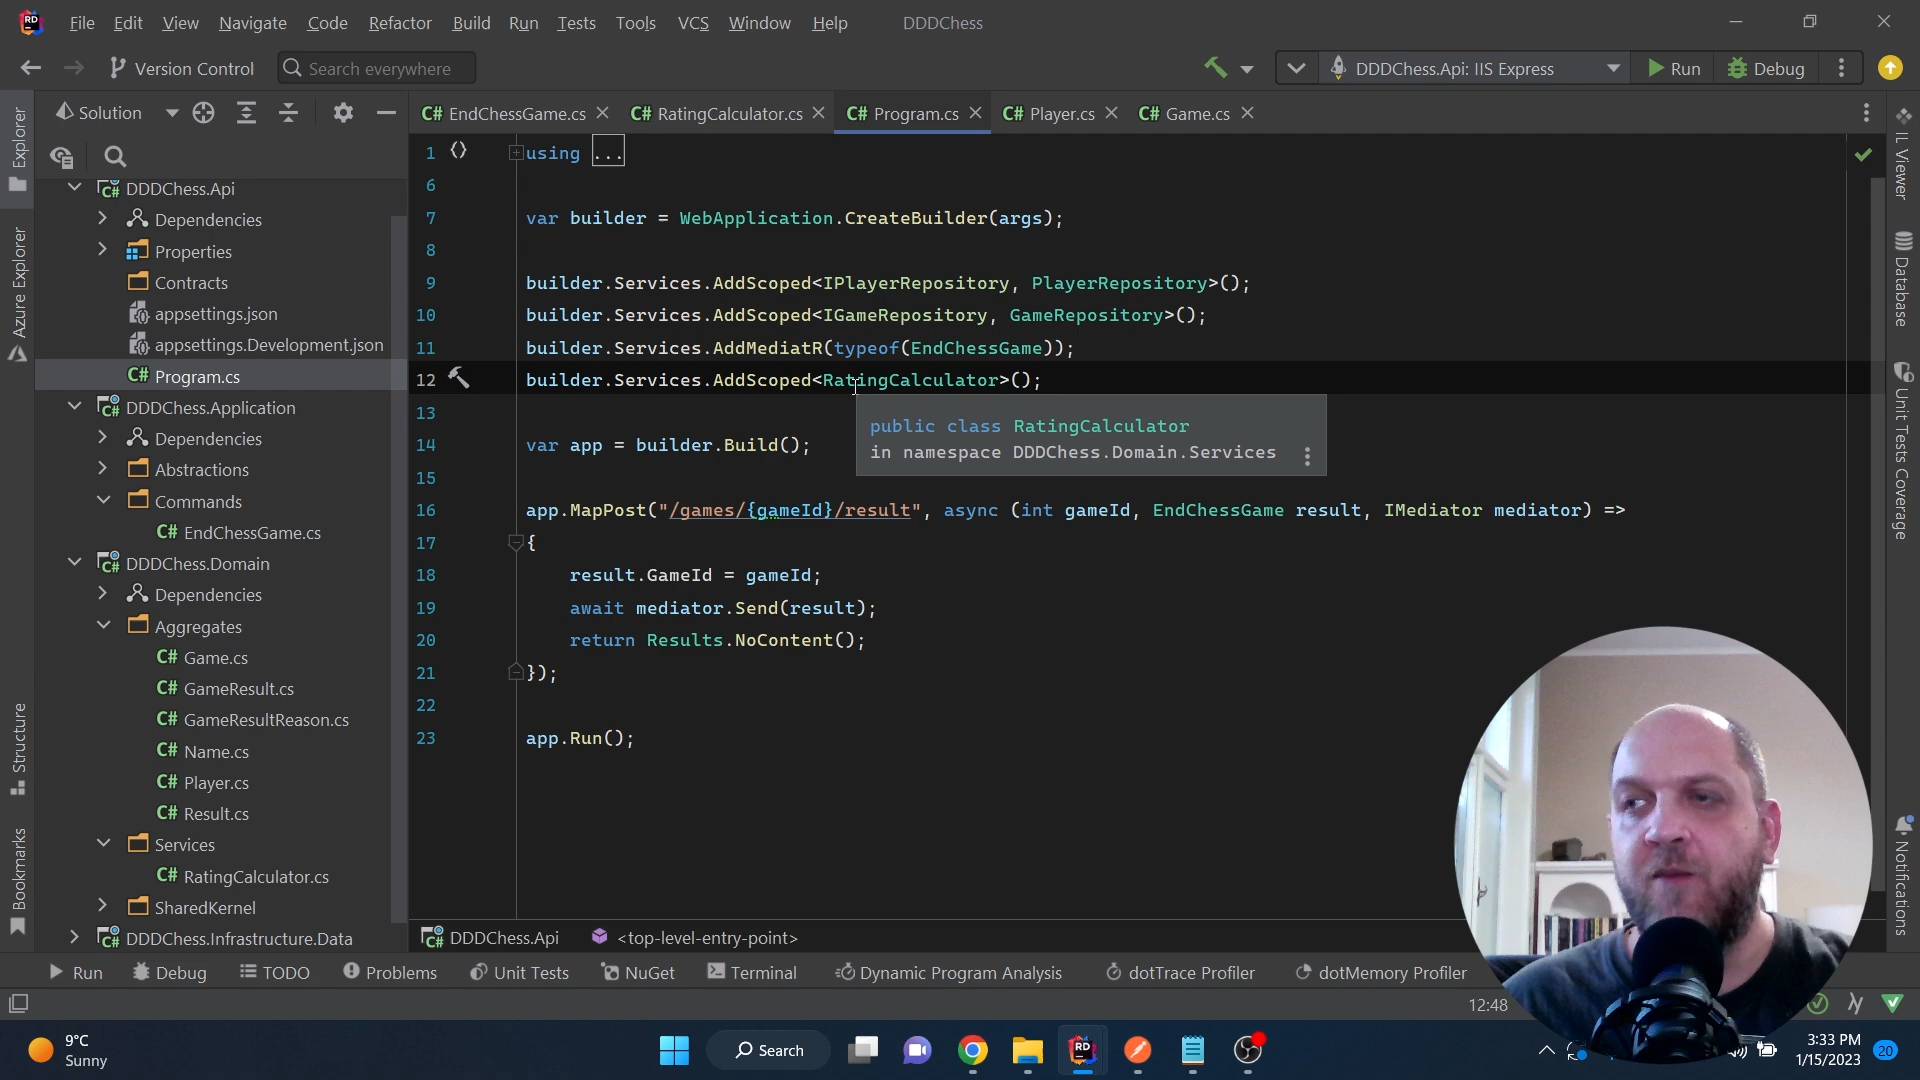 RD File Edit View Navigate Code Refactor Build Run Tests Tools VCS Window Help DDDChess
Version Control Search everywhere DDDChess.Api: IIS Express Run Debug
Explorer
Azure Explorer
Structure
Bookmarks
Solution
DDDChess.Api
Dependencies
Properties
Contracts
appsettings.json
appsettings.Development.json
C# Program.cs
DDDChess.Application
Dependencies
Abstractions
Commands
C# EndChessGame.cs
DDDChess.Domain
Dependencies
Aggregates
C# Game.cs
C# GameResult.cs
C# GameResultReason.cs
C# Name.cs
C# Player.cs
C# Result.cs
Services
C# RatingCalculator.cs
SharedKernel
DDDChess.Infrastructure.Data
C# EndChessGame.cs C# RatingCalculator.cs C# Program.cs C# Player.cs C# Game.cs
1 using ...
6
7 var builder = WebApplication.CreateBuilder(args);
8
9 builder.Services.AddScoped<IPlayerRepository, PlayerRepository>();
10 builder.Services.AddScoped<IGameRepository, GameRepository>();
11 builder.Services.AddMediatR(typeof(EndChessGame));
12 builder.Services.AddScoped<RatingCalculator>();
13
public class RatingCalculator
in namespace DDDChess.Domain.Services
14 var app = builder.Build();
15
16 app.MapPost("/games/{gameId}/result", async (int gameId, EndChessGame result, IMediator mediator) =>
17 {
18 result.GameId = gameId;
19 await mediator.Send(result);
20 return Results.NoContent();
21 });
22
23 app.Run();
IL Viewer
Database
Unit Tests Coverage
Notifications
DDDChess.Api <top-level-entry-point>
Run Debug TODO Problems Unit Tests NuGet Terminal Dynamic Program Analysis dotTrace Profiler dotMemory Profiler
12:48
9°C
Sunny
Search
RD
3:33 PM
1/15/2023
20